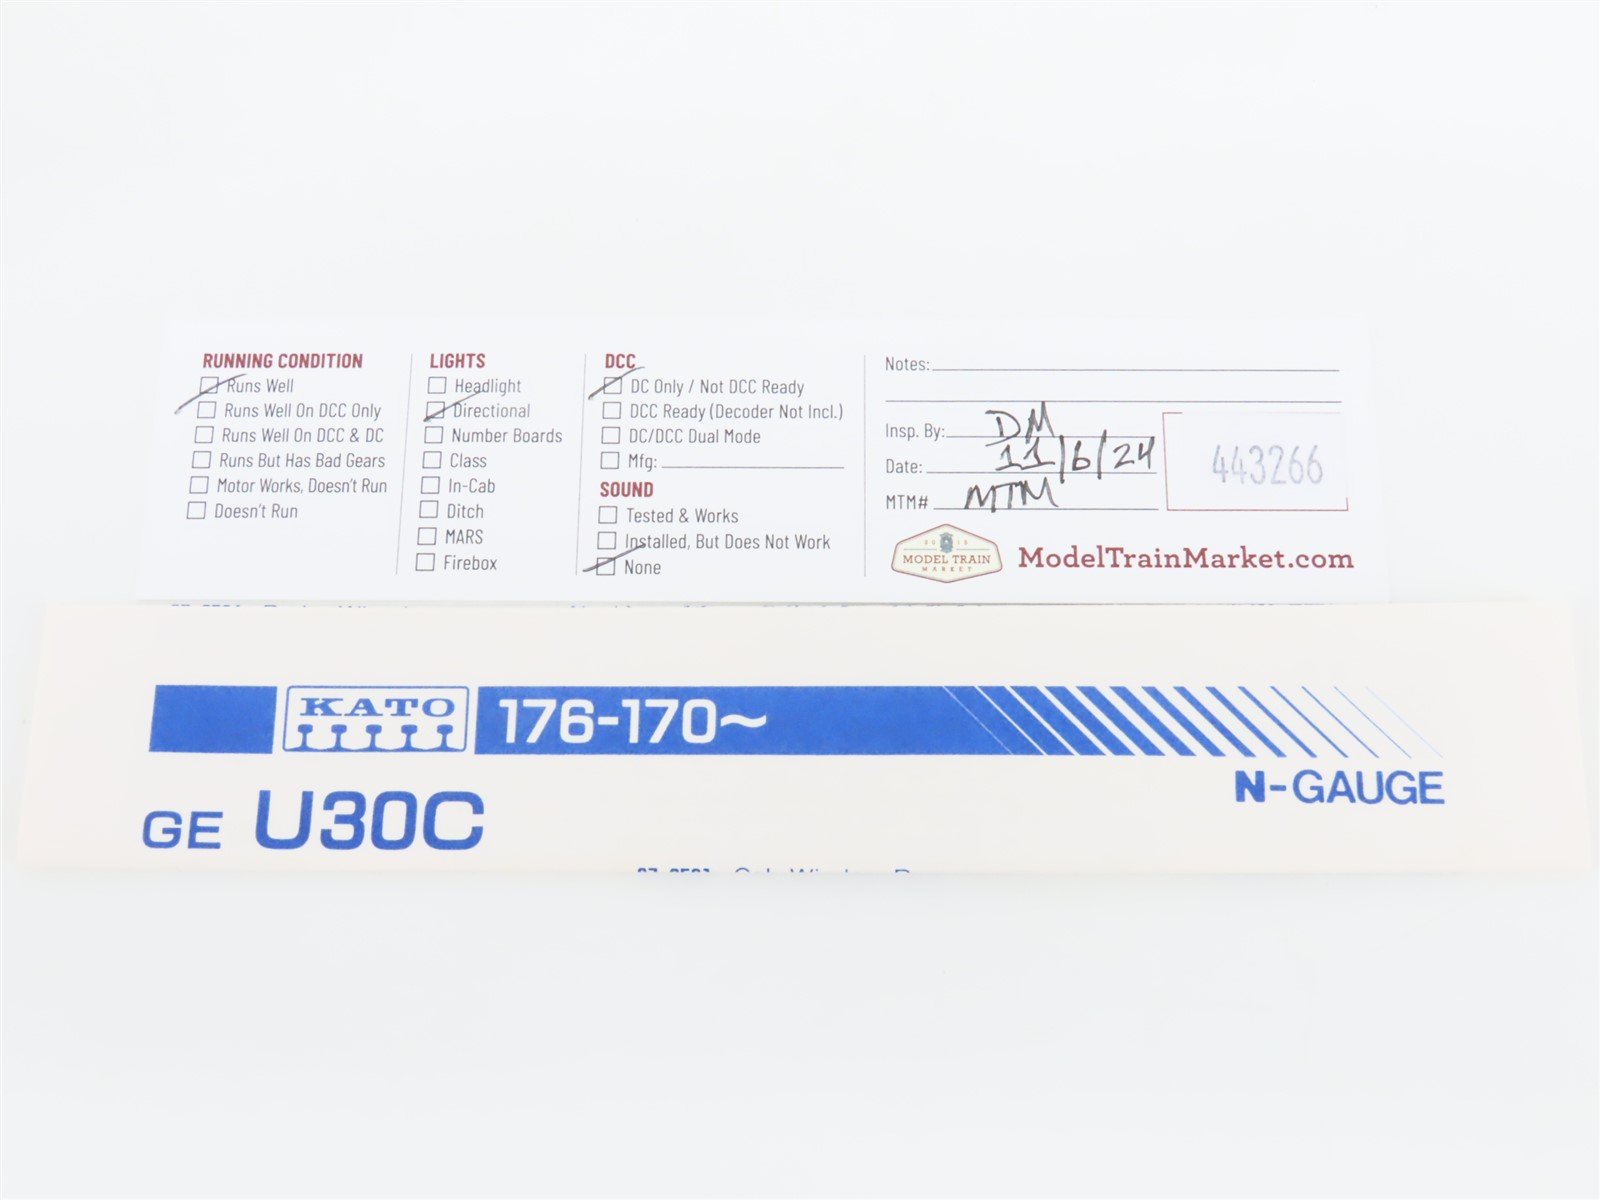 RUNNING CONDITION
Runs Well
Runs Well On DCC Only
Runs Well On DCC & DC
Runs But Has Bad Gears
Motor Works, Doesn't Run
Doesn't Run
LIGHTS
Headlight
Directional
Number Boards
Class
In-Cab
Ditch
MARS
Firebox
DCC
DC Only / Not DCC Ready
DCC Ready (Decoder Not Incl.)
DC/DCC Dual Mode
Mfg:
SOUND
Tested & Works
Installed, But Does Not Work
None
Notes:
Insp. By: DM
Date: 11/6/24
MTM# MTM
443266
2015
MODEL TRAIN
MARKET
ModelTrainMarket.com
KATO
176-170~
N-GAUGE
GE U30C